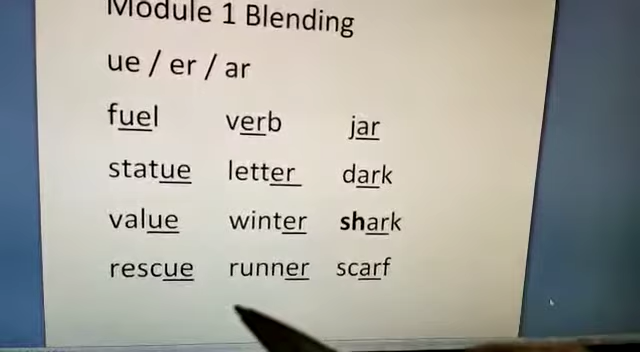 Module 1 Blending
ue / er / ar
fuel verb jar
statue letter dark
value winter shark
rescue runner scarf